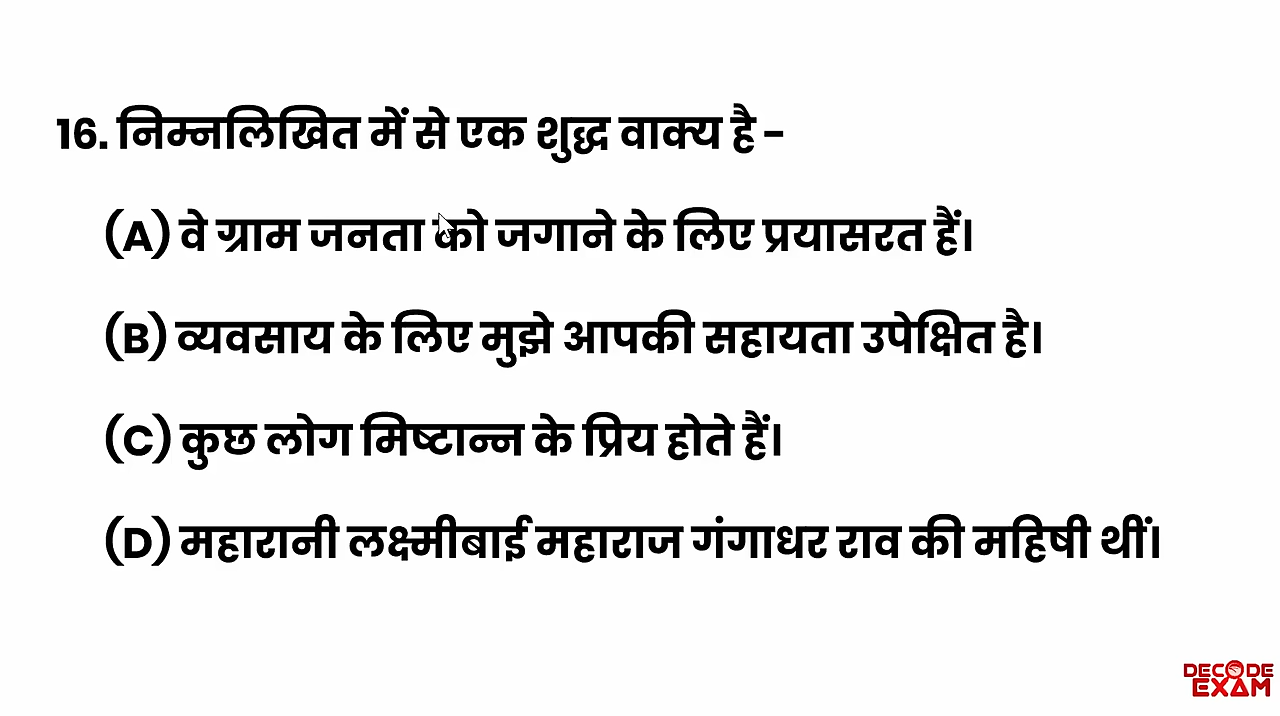 16. निम्नलिखित में से एक शुद्ध वाक्य है -
(A) वे ग्राम जनता को जगाने के लिए प्रयासरत हैं।
(B) व्यवसाय के लिए मुझे आपकी सहायता उपेक्षित है।
(C) कुछ लोग मिष्टान्न के प्रिय होते हैं।
(D) महारानी लक्ष्मीबाई महाराज गंगाधर राव की महिषी थीं।
DECODE
EXAM